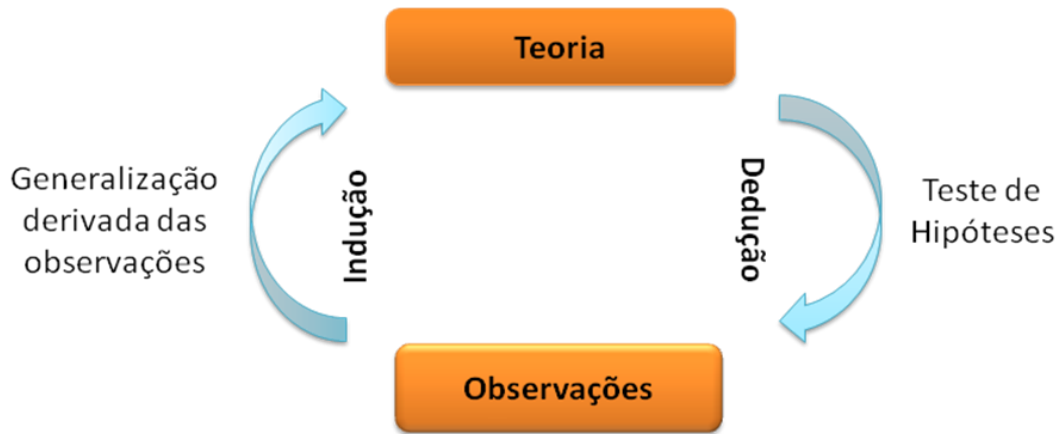 Teoria
Generalização
derivada das
observações
Indução
Dedução
Teste de
Hipóteses
Observações